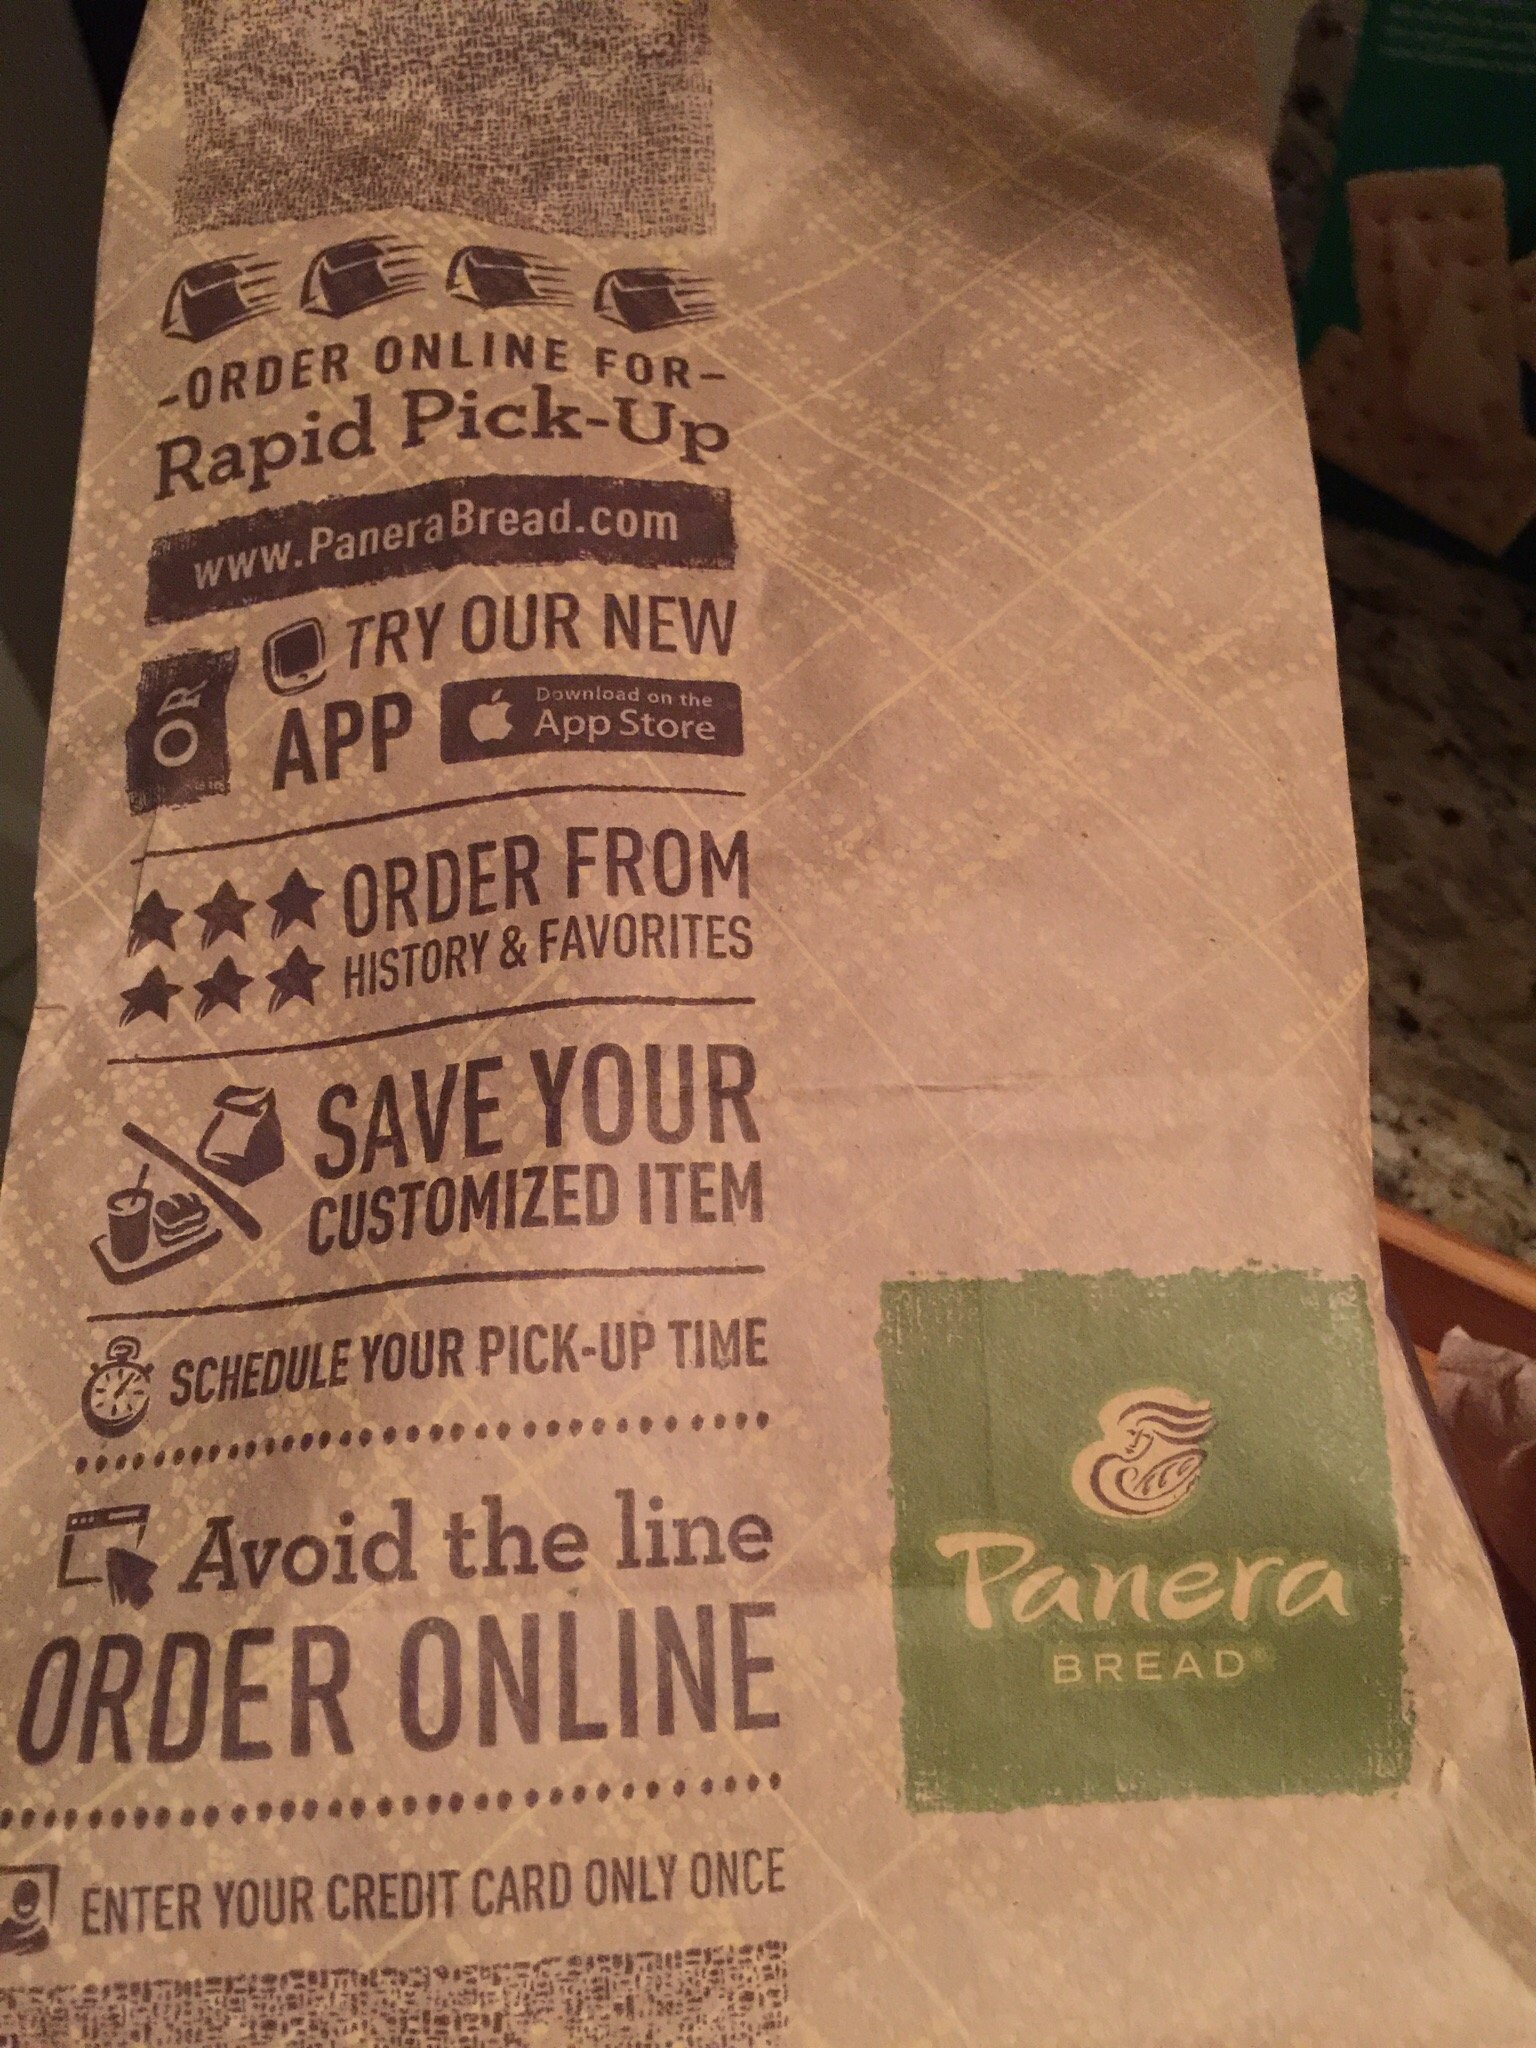 -ORDER ONLINE FOR-
Rapid Pick-Up
www.PaneraBread.com
OR
TRY OUR NEW
APP
Download on the
App Store
ORDER FROM
HISTORY & FAVORITES
SAVE YOUR
CUSTOMIZED ITEM
SCHEDULE YOUR PICK-UP TIME
Avoid the line
ORDER ONLINE
ENTER YOUR CREDIT CARD ONLY ONCE
Panera
BREAD®